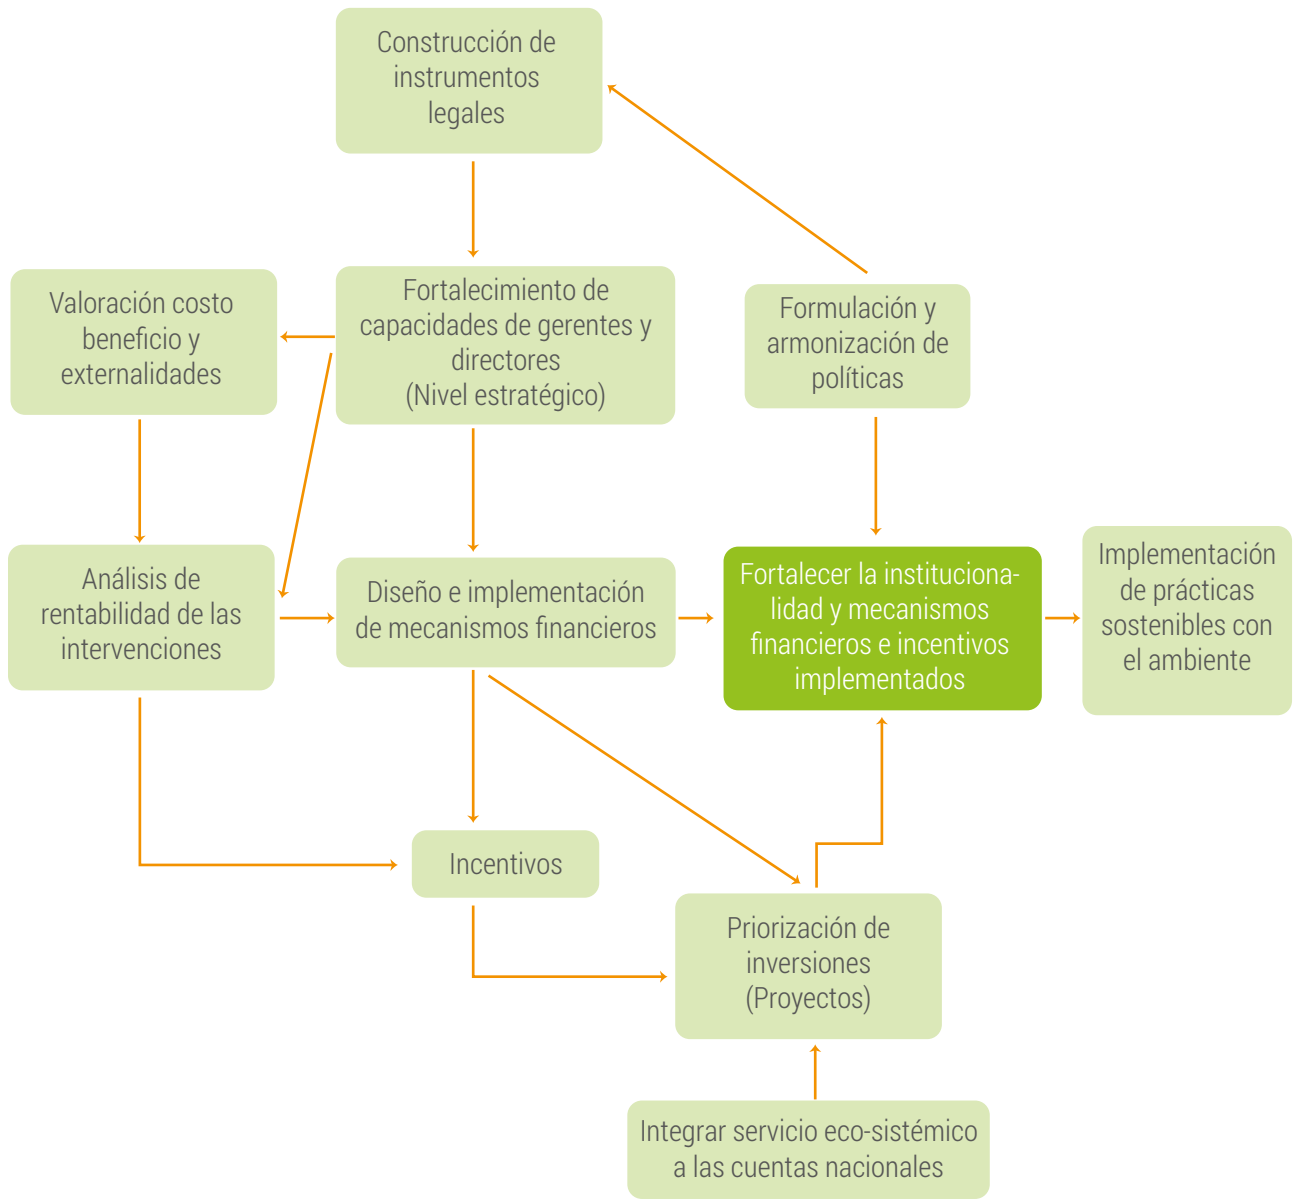 Construcción de
instrumentos
legales
Valoración costo
beneficio y
externalidades
Fortalecimiento de
capacidades de gerentes y
directores
(Nivel estratégico)
Formulación y
armonización de
políticas
Análisis de
rentabilidad de las
intervenciones
Diseño e implementación
de mecanismos financieros
Fortalecer la instituciona-
lidad y mecanismos
financieros e incentivos
implementados
Implementación
de prácticas
sostenibles con
el ambiente
Incentivos
Priorización de
inversiones
(Proyectos)
Integrar servicio eco-sistémico
a las cuentas nacionales